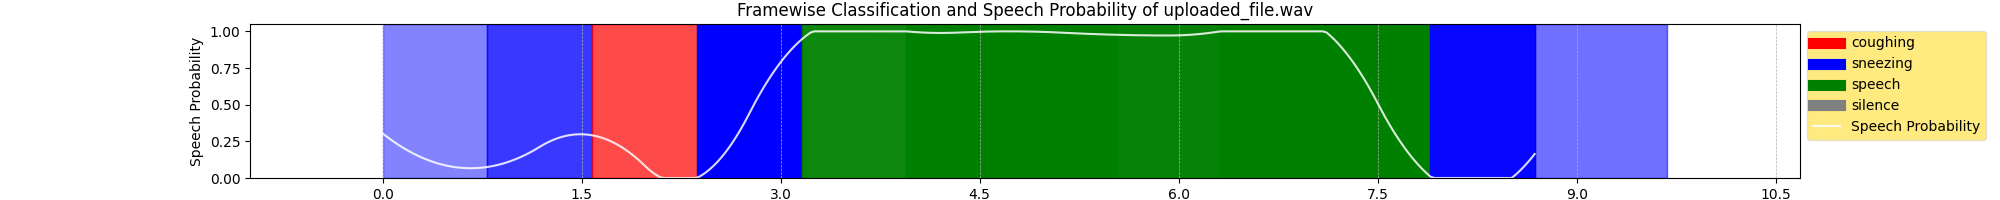 Framewise Classification and Speech Probability of uploaded_file.wav
Speech Probability
1.00
0.75
0.50
0.25
0.00
0.0 1.5 3.0 4.5 6.0 7.5 9.0 10.5
coughing
sneezing
speech
silence
Speech Probability